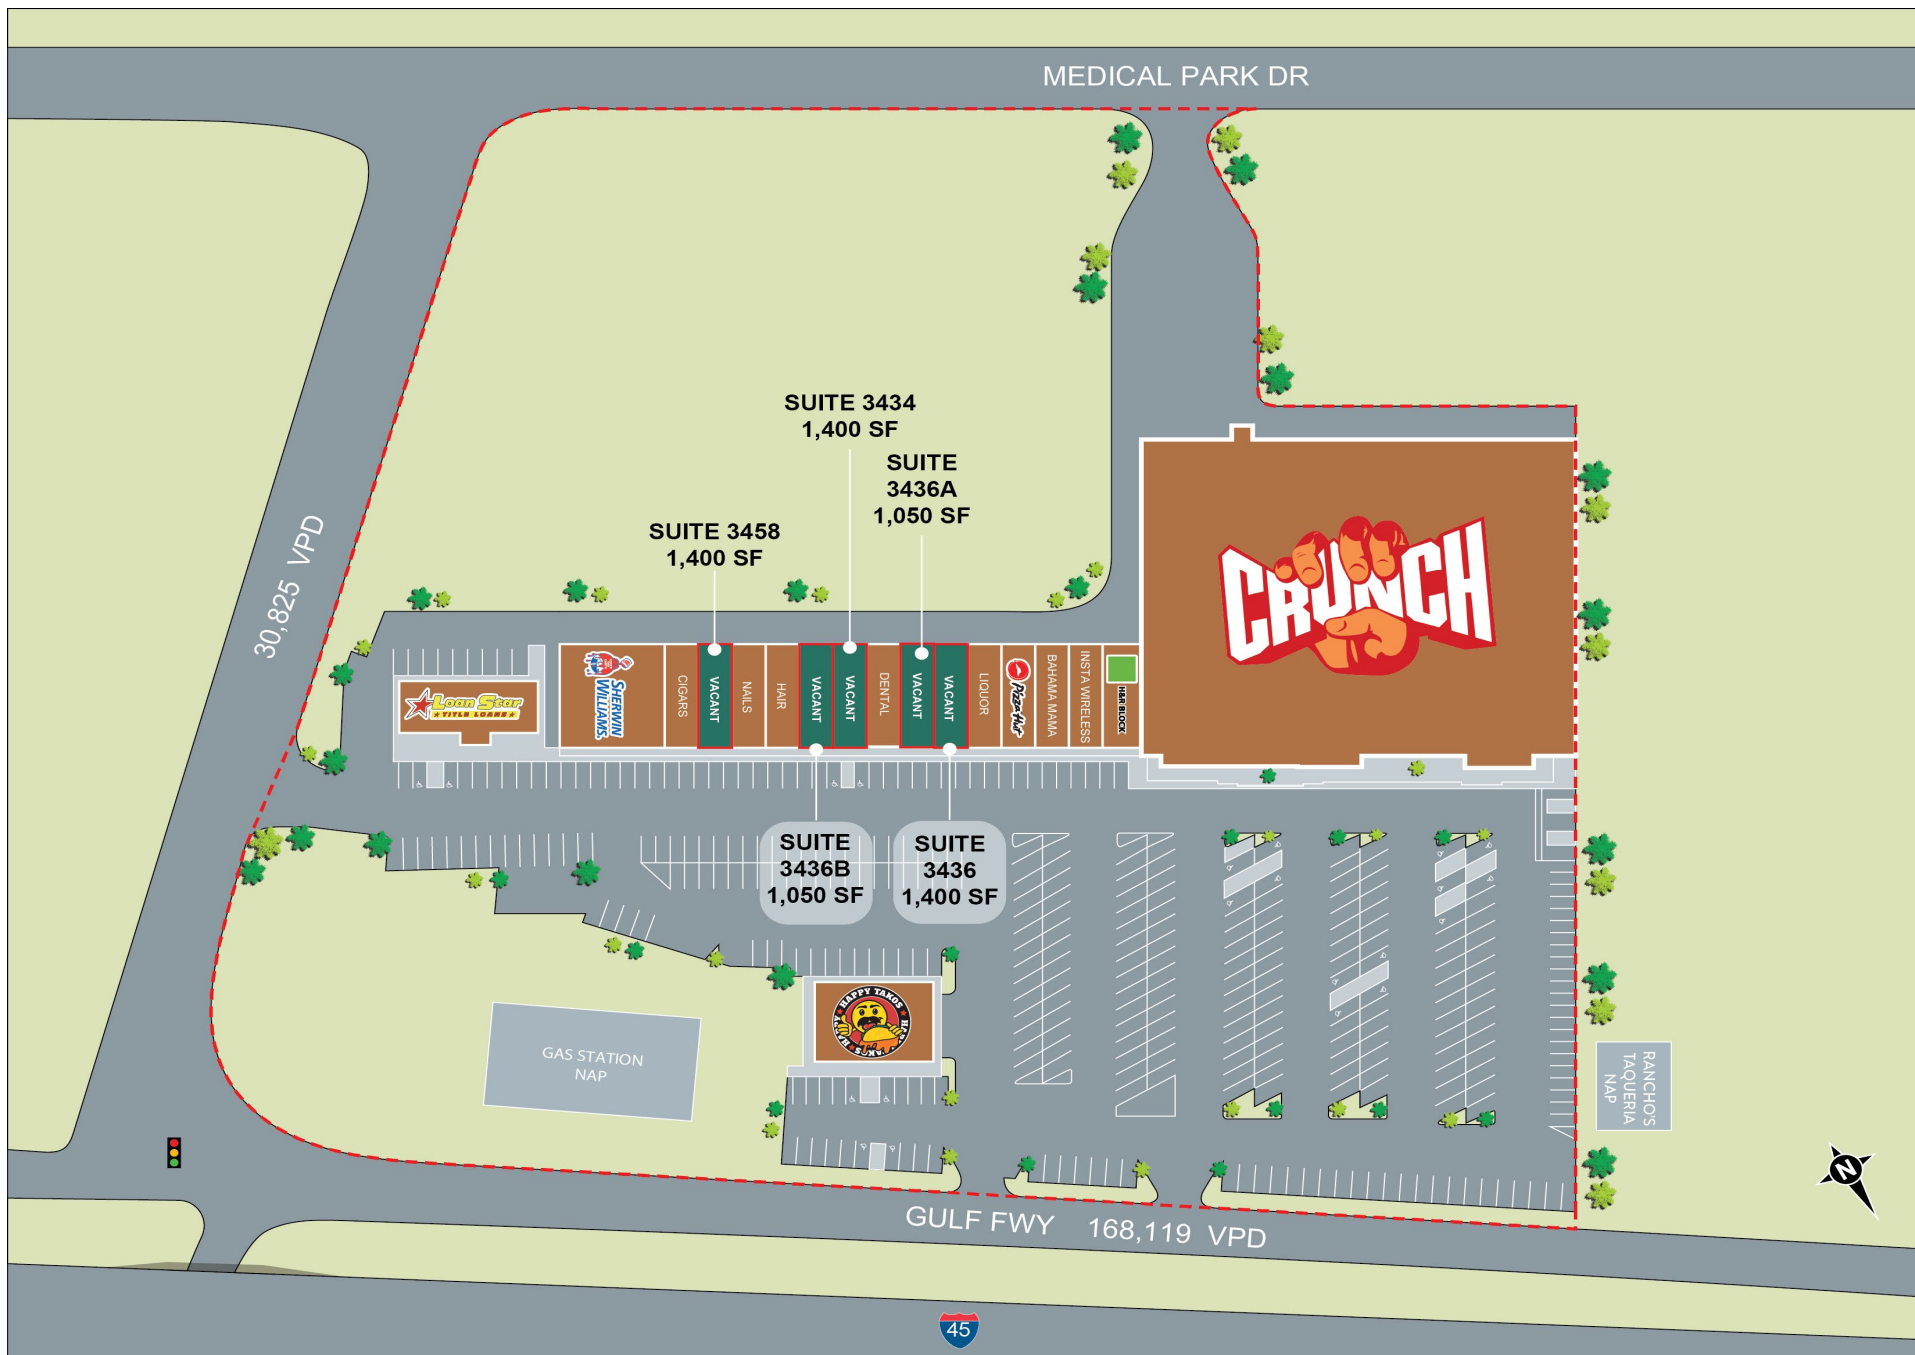 MEDICAL PARK DR
SUITE 3434
1,400 SF
SUITE
3436A
1,050 SF
SUITE 3458
1,400 SF
30,825 VPD
CRUNCH
Loan Star
TITLE LOANS
SHERWIN
WILLIAMS.
CIGARS
VACANT
NAILS
HAIR
VACANT
VACANT
DENTAL
VACANT
VACANT
LIQUOR
Pizza Hut
BAHAMA MAMA
INSTA WIRELESS
H&R BLOCK
SUITE
3436B
1,050 SF
SUITE
3436
1,400 SF
HAPPY TAKOS
GAS STATION
NAP
RANCHO'S
TAQUERIA
NAP
N
GULF FWY 168,119 VPD
45